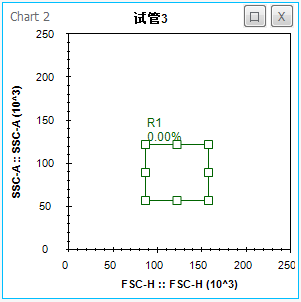 Chart 2
试管3
口 X
250
200
150
100
50
0
SSC-A :: SSC-A (10^3)
R1
0.00%
0 50 100 150 200 250
FSC-H :: FSC-H (10^3)